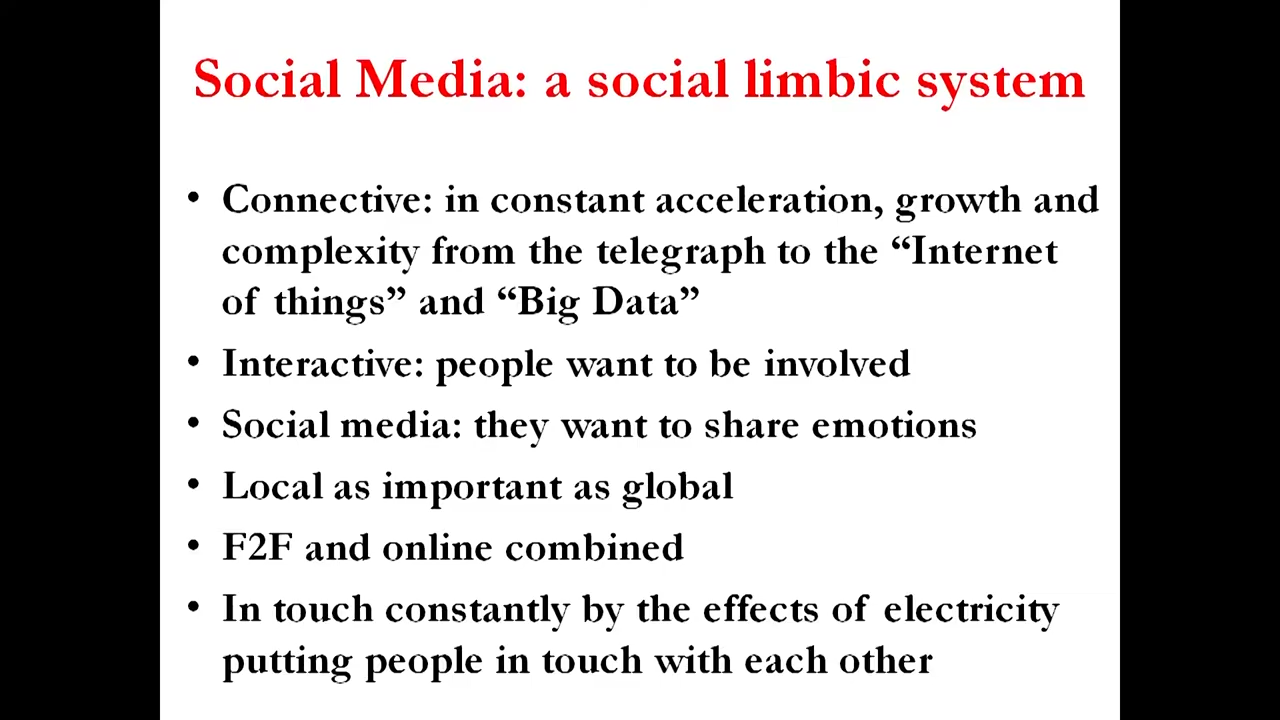 Social Media: a social limbic system
• Connective: in constant acceleration, growth and
complexity from the telegraph to the “Internet
of things” and “Big Data”
• Interactive: people want to be involved
• Social media: they want to share emotions
• Local as important as global
• F2F and online combined
• In touch constantly by the effects of electricity
putting people in touch with each other